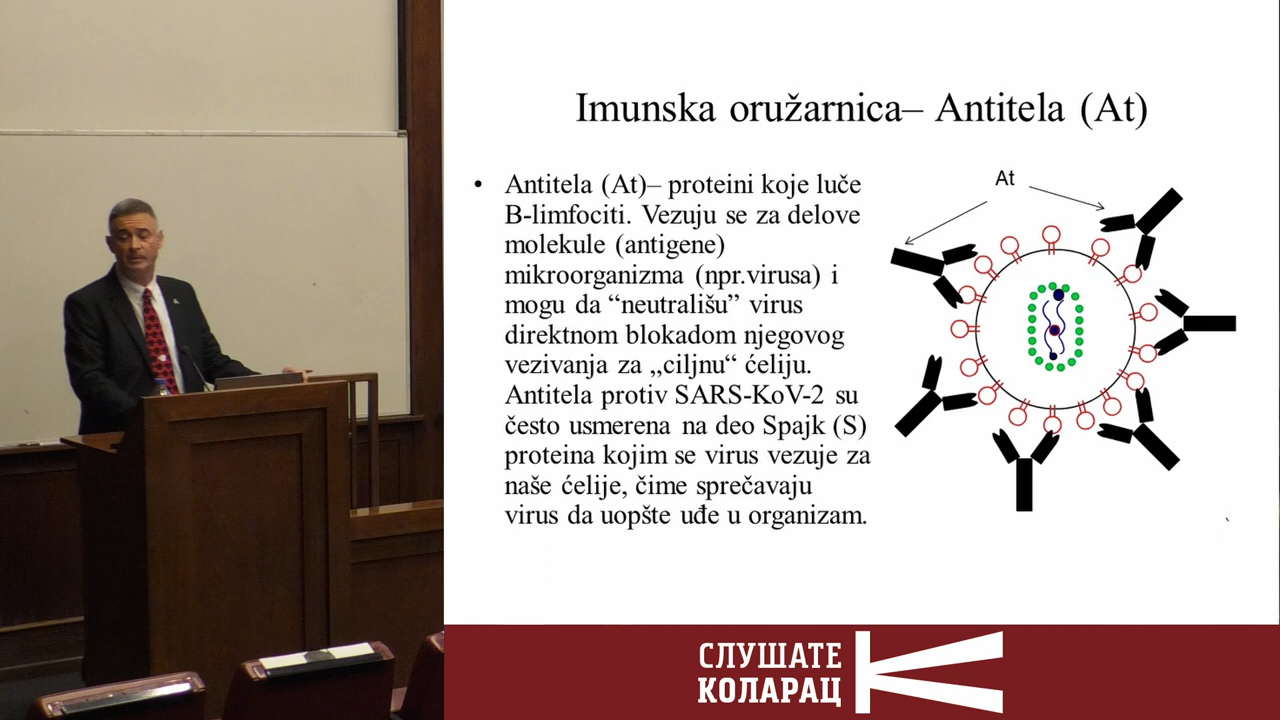 Imunska oružarnica– Antitela (At)
• Antitela (At)– proteini koje luče
B-limfociti. Vezuju se za delove
molekule (antigene)
mikroorganizma (npr.virusa) i
mogu da “neutrališu” virus
direktnom blokadom njegovog
vezivanja za „ciljnu“ ćeliju.
Antitela protiv SARS-KoV-2 su
često usmerena na deo Spajk (S)
proteina kojim se virus vezuje za
naše ćelije, čime sprečavaju
virus da uopšte uđe u organizam.
At
СЛУШАТЕ
КОЛАРАЦ